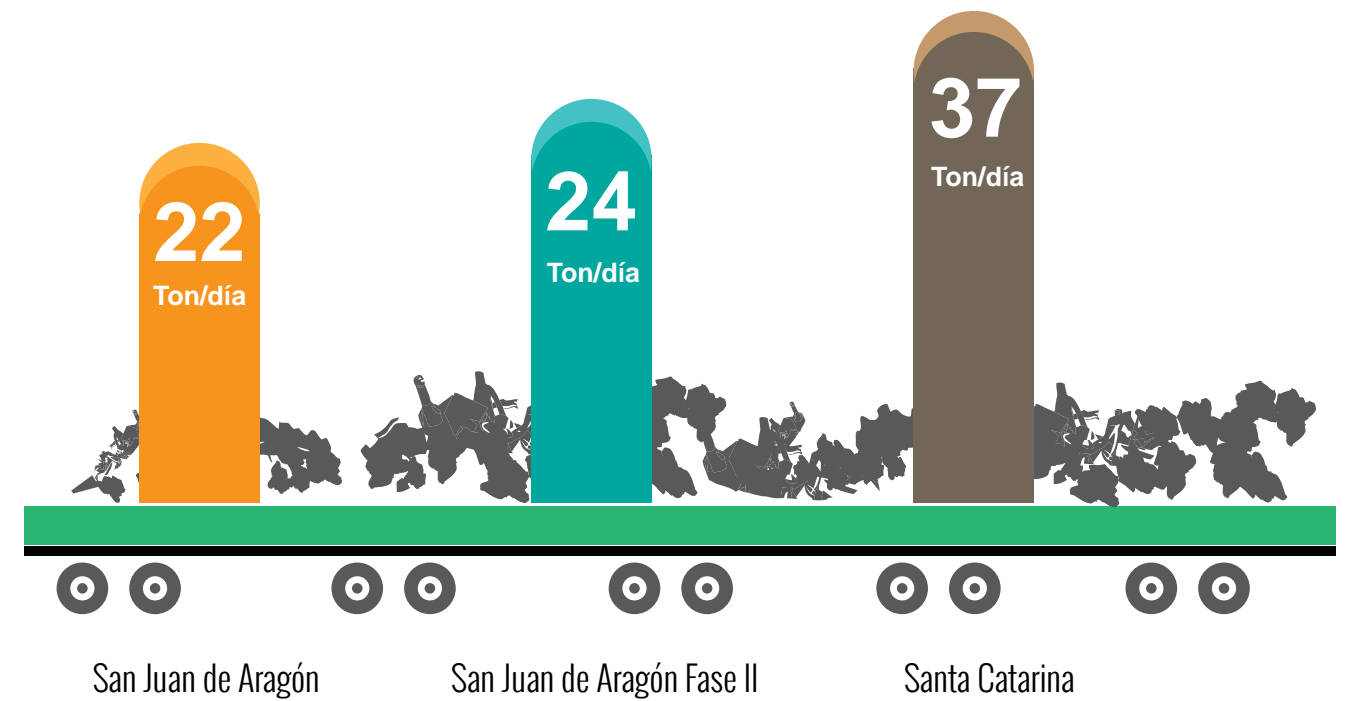 22
Ton/día
24
Ton/día
37
Ton/día
San Juan de Aragón
San Juan de Aragón Fase II
Santa Catarina